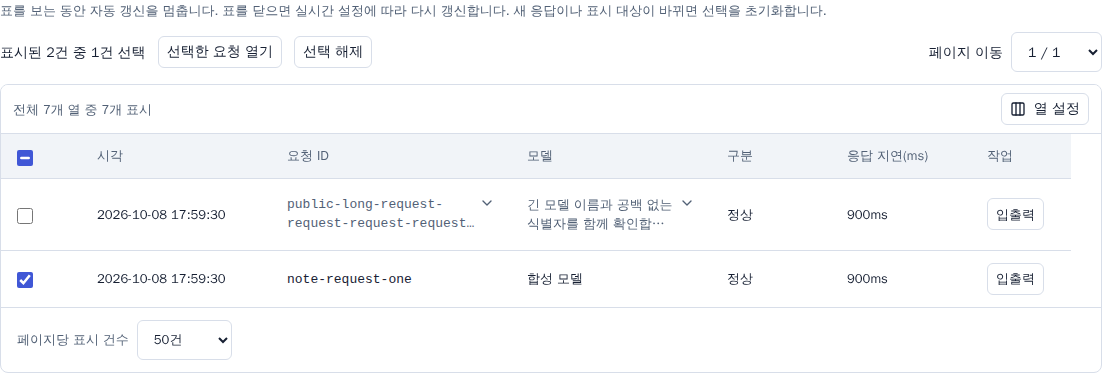 표를 보는 동안 자동 갱신을 멈춥니다. 표를 닫으면 실시간 설정에 따라 다시 갱신합니다. 새 응답이나 표시 대상이 바뀌면 선택을 초기화합니다.
표시된 2건 중 1건 선택 선택한 요청 열기 선택 해제 페이지 이동 1 / 1
전체 7개 열 중 7개 표시 열 설정
시각 요청 ID 모델 구분 응답 지연(ms) 작업
2026-10-08 17:59:30 public-long-request-request-request-request… 긴 모델 이름과 공백 없는 식별자를 함께 확인합… 정상 900ms 입출력
2026-10-08 17:59:30 note-request-one 합성 모델 정상 900ms 입출력
페이지당 표시 건수 50건